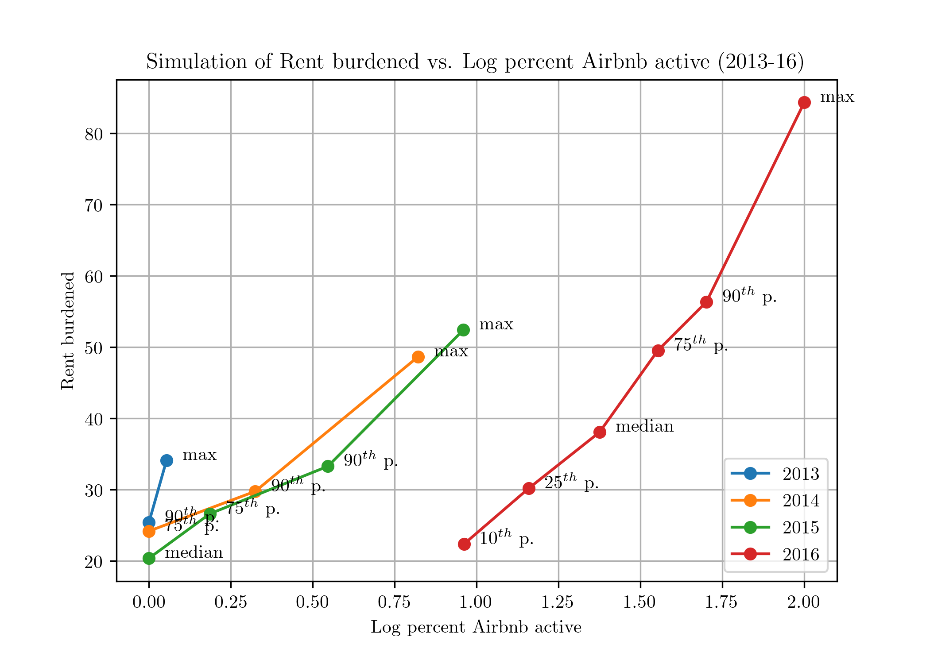 Simulation of Rent burdened vs. Log percent Airbnb active (2013-16)
max
80
70
60
90th p.
Rent burdened
max
50
max
75th p.
40
median
max
90th p.
30
90th p.
25th p.
75th p.
90th p.
75th p.
10th p.
median
20
2013
2014
2015
2016
0.00 0.25 0.50 0.75 1.00 1.25 1.50 1.75 2.00
Log percent Airbnb active